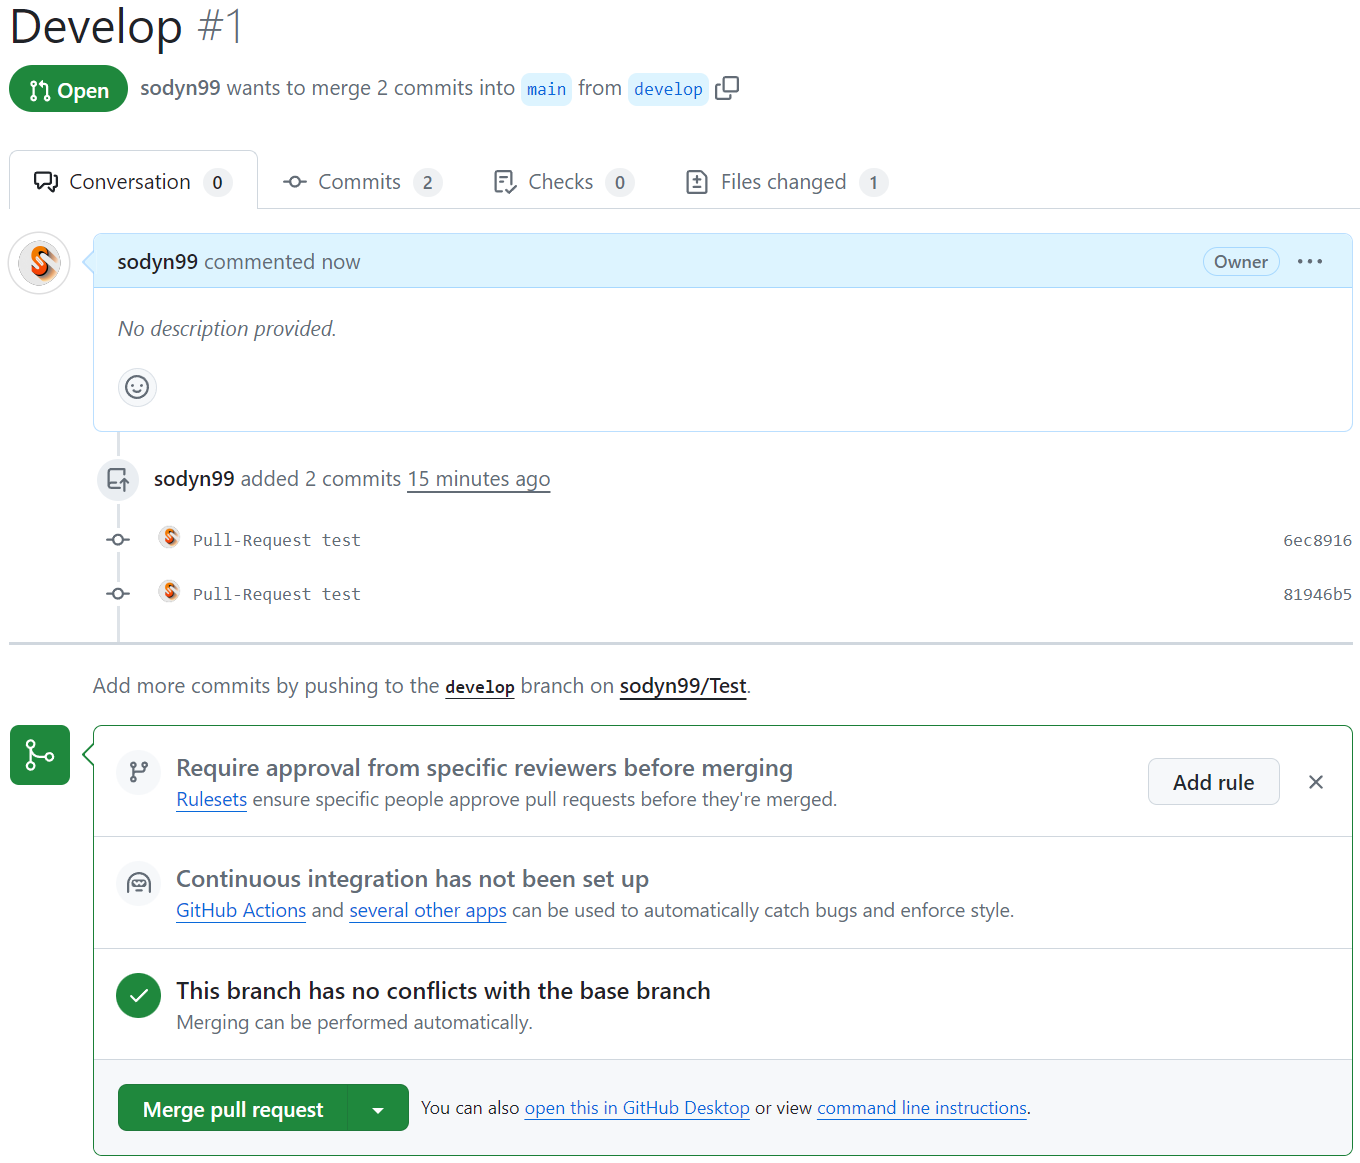 Develop #1
Open sodyn99 wants to merge 2 commits into main from develop
Conversation 0 Commits 2 Checks 0 Files changed 1
sodyn99 commented now Owner
No description provided.
sodyn99 added 2 commits 15 minutes ago
Pull-Request test 6ec8916
Pull-Request test 81946b5
Add more commits by pushing to the develop branch on sodyn99/Test.
Require approval from specific reviewers before merging
Rulesets ensure specific people approve pull requests before they're merged.
Add rule
Continuous integration has not been set up
GitHub Actions and several other apps can be used to automatically catch bugs and enforce style.
This branch has no conflicts with the base branch
Merging can be performed automatically.
Merge pull request You can also open this in GitHub Desktop or view command line instructions.